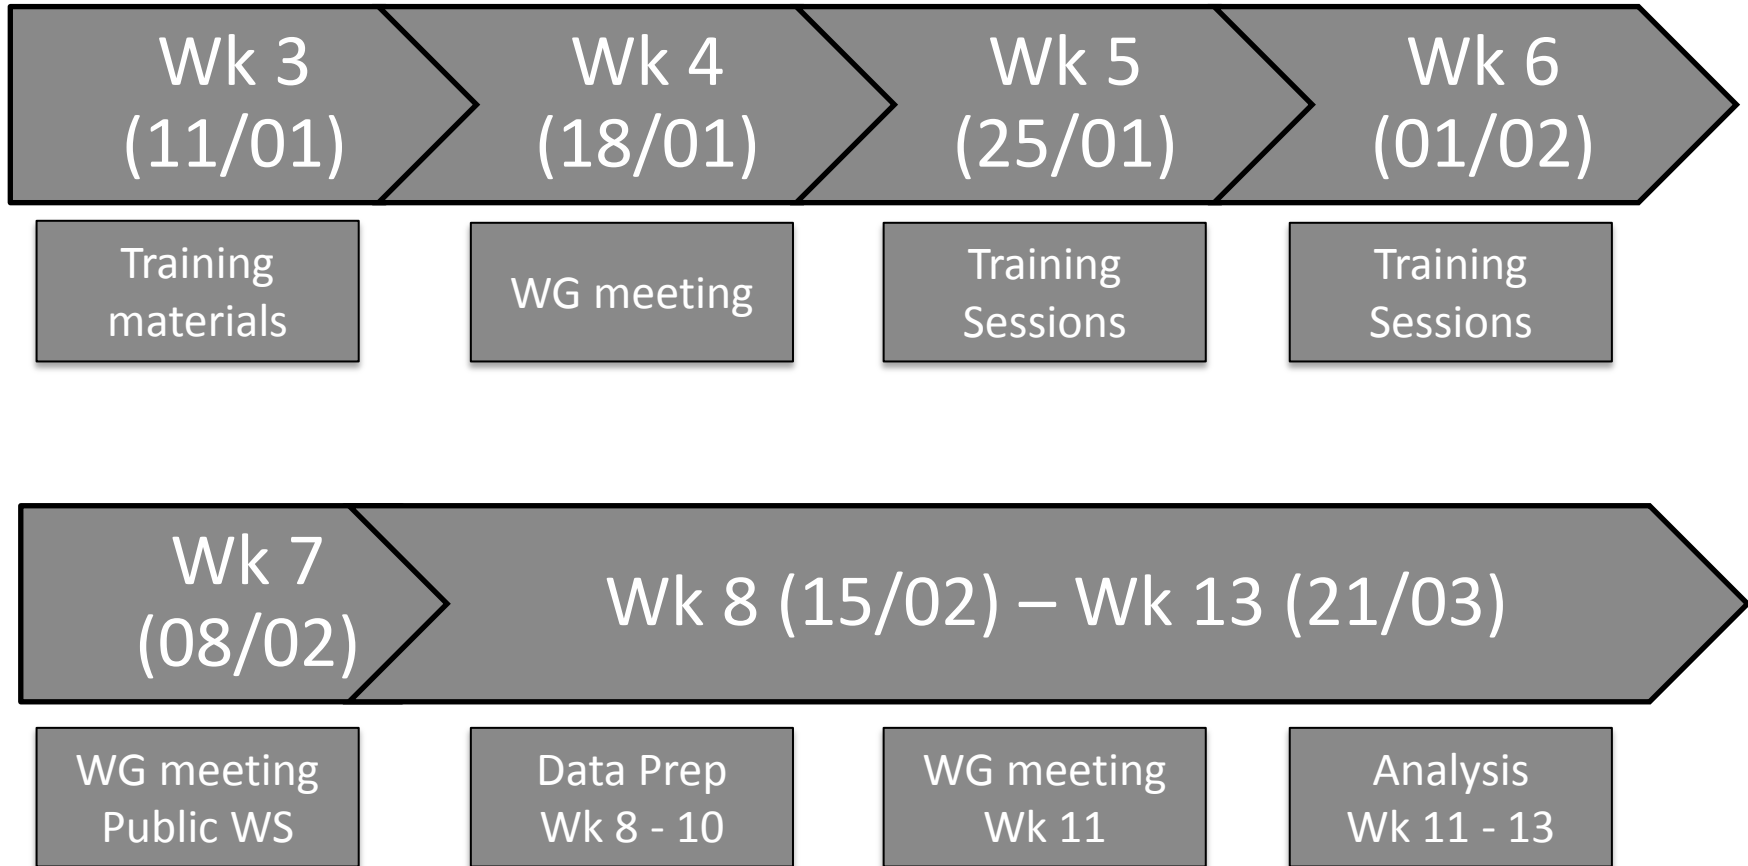 Wk 3
(11/01)
Wk 4
(18/01)
Wk 5
(25/01)
Wk 6
(01/02)
Training
materials
WG meeting
Training
Sessions
Training
Sessions
Wk 7
(08/02)
Wk 8 (15/02) – Wk 13 (21/03)
WG meeting
Public WS
Data Prep
Wk 8 - 10
WG meeting
Wk 11
Analysis
Wk 11 - 13